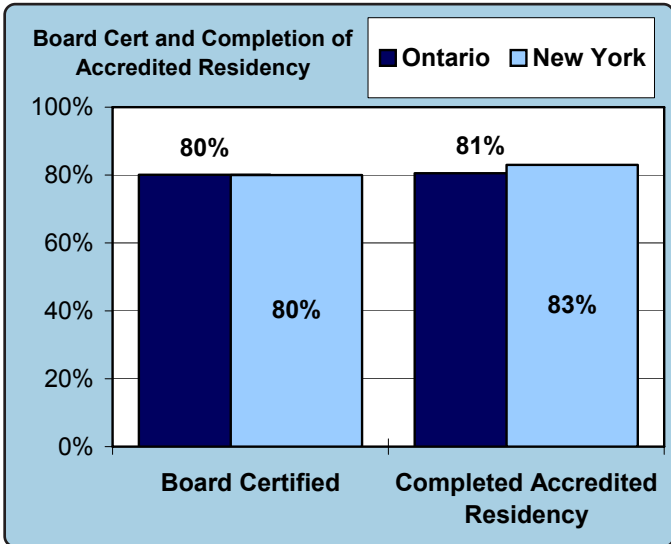 Board Cert and Completion of
Accredited Residency
Ontario New York
100%
80%
60%
40%
20%
0%
80%
80%
81%
83%
Board Certified
Completed Accredited
Residency